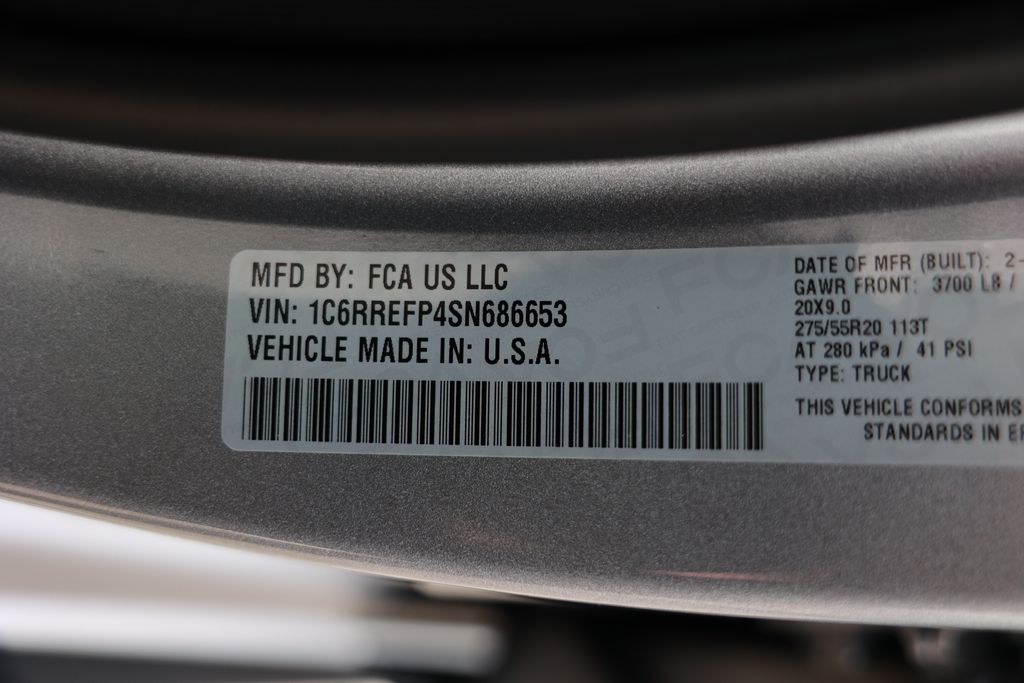 MFD BY: FCA US LLC
VIN: 1C6RREFP4SN686653
VEHICLE MADE IN: U.S.A.
DATE OF MFR (BUILT): 2-
GAWR FRONT: 3700 LB /
20X9.0
275/55R20 113T
AT 280 kPa / 41 PSI
TYPE: TRUCK
THIS VEHICLE CONFORMS
STANDARDS IN